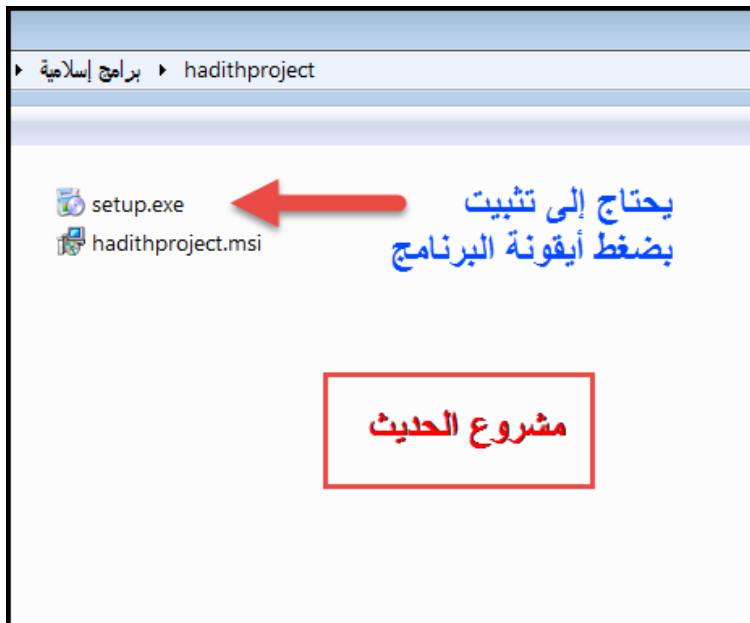 برامج إسلامية hadithproject
setup.exe
يحتاج إلى تثبيت
hadithproject.msi
بضغط أيقونة البرنامج
مشروع الحديث